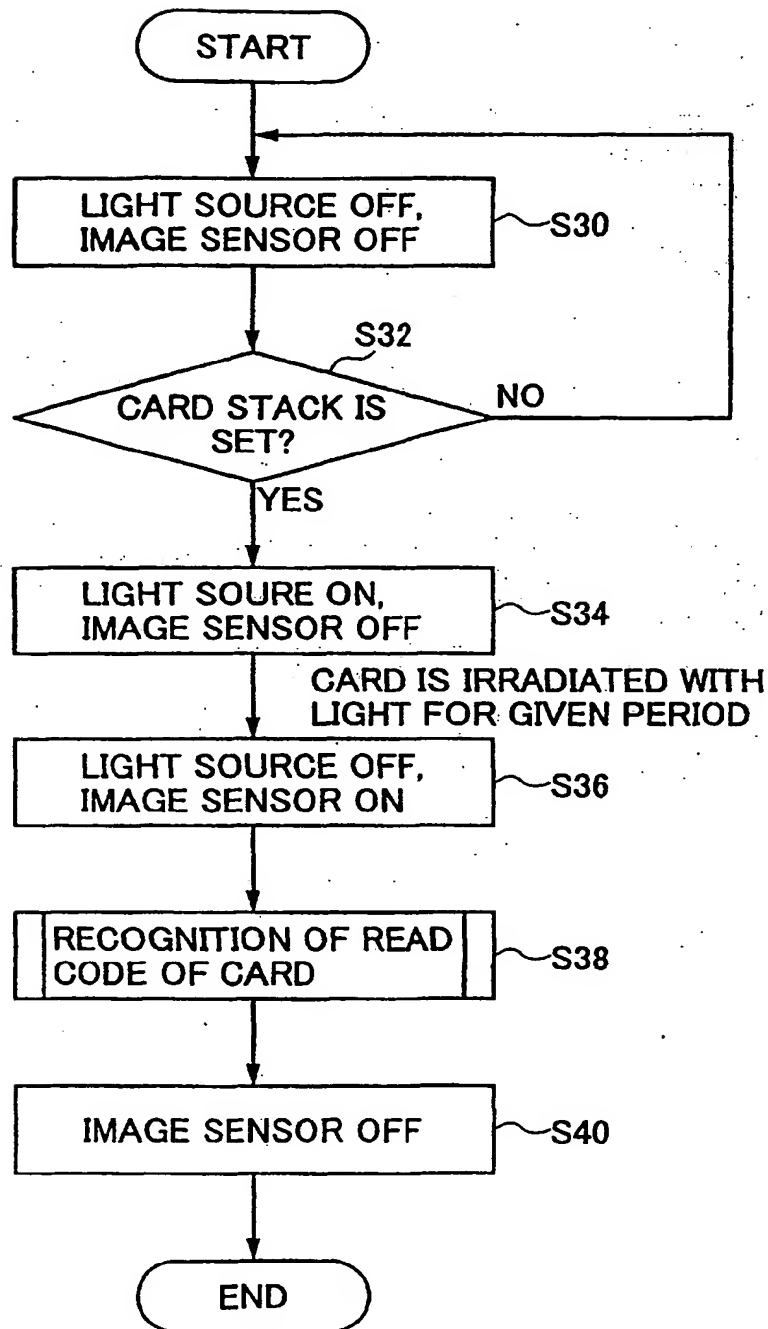 START
LIGHT SOURCE OFF,
IMAGE SENSOR OFF
S30
S32
CARD STACK IS
SET?
NO
YES
LIGHT SOURE ON,
IMAGE SENSOR OFF
S34
CARD IS IRRADIATED WITH
LIGHT FOR GIVEN PERIOD
LIGHT SOURCE OFF,
IMAGE SENSOR ON
S36
RECOGNITION OF READ
CODE OF CARD
S38
IMAGE SENSOR OFF
S40
END